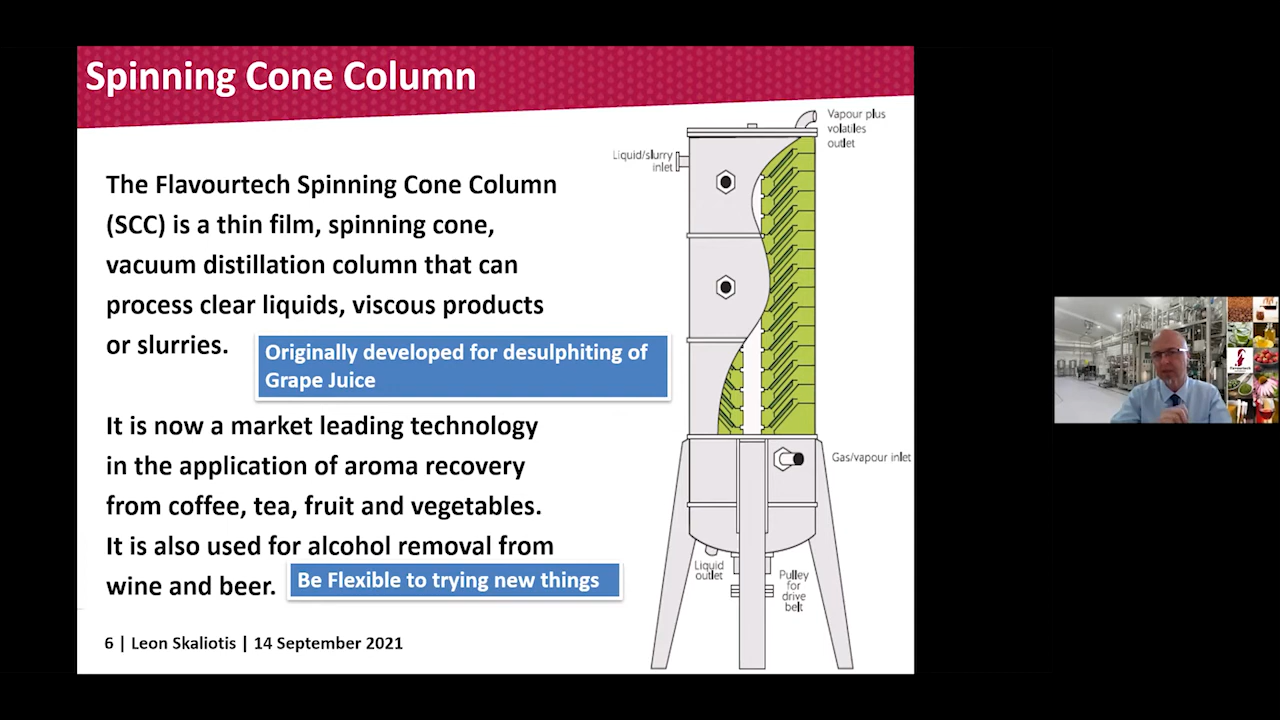 Spinning Cone Column
The Flavourtech Spinning Cone Column
(SCC) is a thin film, spinning cone,
vacuum distillation column that can
process clear liquids, viscous products
or slurries.
Originally developed for desulphiting of
Grape Juice
It is now a market leading technology
in the application of aroma recovery
from coffee, tea, fruit and vegetables.
It is also used for alcohol removal from
wine and beer.
Be Flexible to trying new things
6 | Leon Skaliotis | 14 September 2021
Vapour plus
volatiles
outlet
Liquid/slurry
inlet
Gas/vapour inlet
Liquid
outlet
Pulley
for
drive
belt
flavourtech